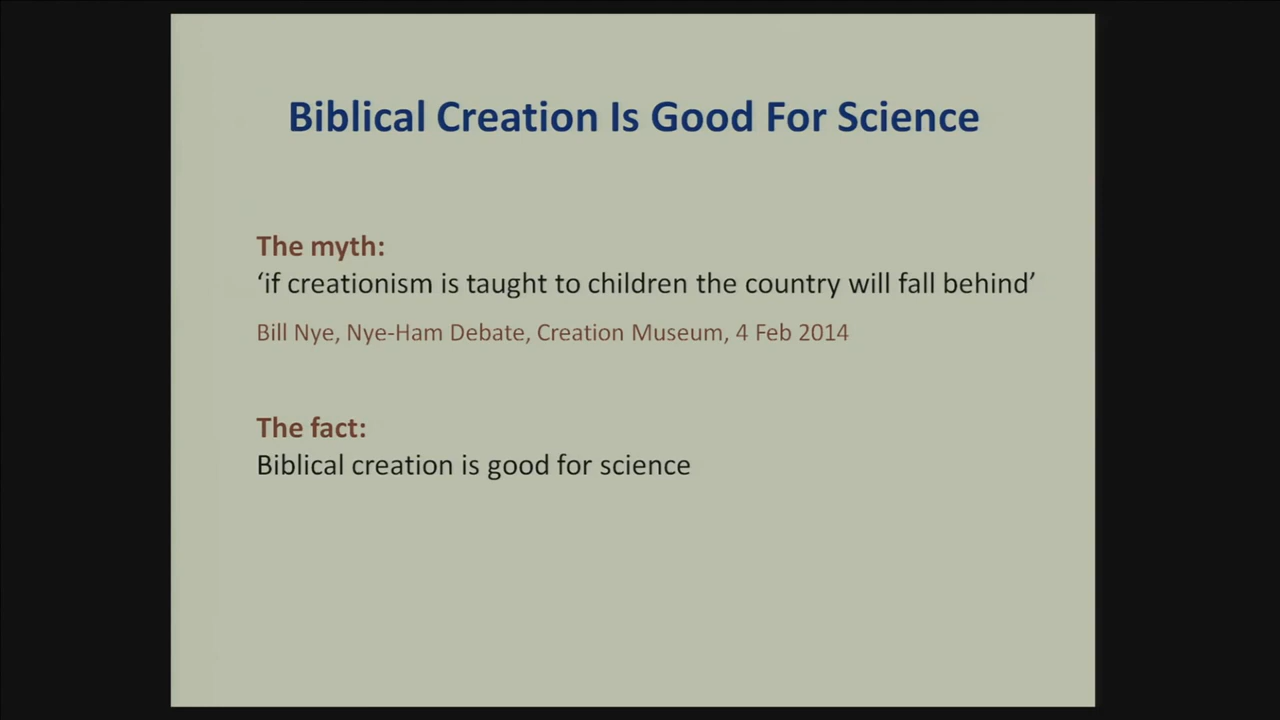 Biblical Creation Is Good For Science
The myth:
‘if creationism is taught to children the country will fall behind’
Bill Nye, Nye-Ham Debate, Creation Museum, 4 Feb 2014
The fact:
Biblical creation is good for science